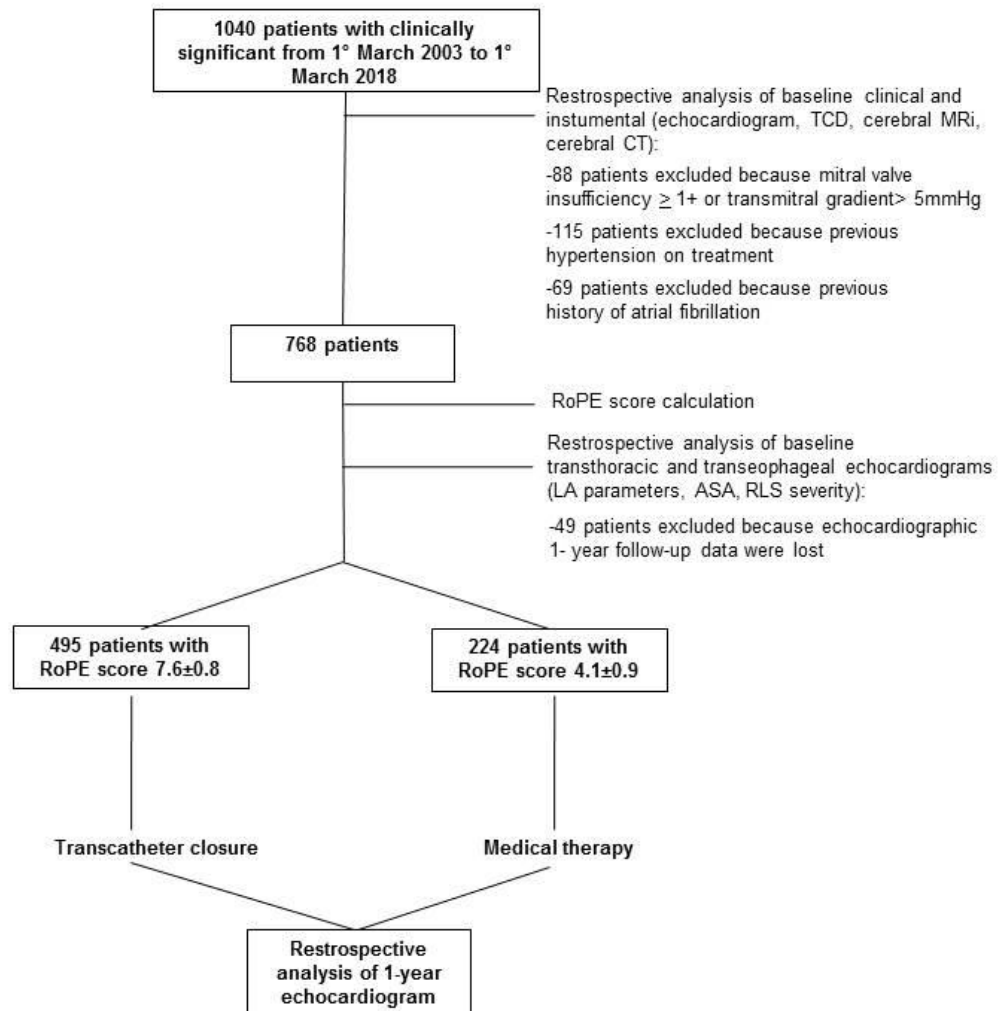 1040 patients with clinically
significant from 1° March 2003 to 1°
March 2018
Restrospective analysis of baseline clinical and
instumental (echocardiogram, TCD, cerebral MRi,
cerebral CT):
-88 patients excluded because mitral valve
insufficiency ≥ 1+ or transmitral gradient> 5mmHg
-115 patients excluded because previous
hypertension on treatment
-69 patients excluded because previous
history of atrial fibrillation
768 patients
RoPE score calculation
Restrospective analysis of baseline
transthoracic and transeophageal echocardiograms
(LA parameters, ASA, RLS severity):
-49 patients excluded because echocardiographic
1- year follow-up data were lost
495 patients with
RoPE score 7.6±0.8
224 patients with
RoPE score 4.1±0.9
Transcatheter closure
Medical therapy
Restrospective
analysis of 1-year
echocardiogram